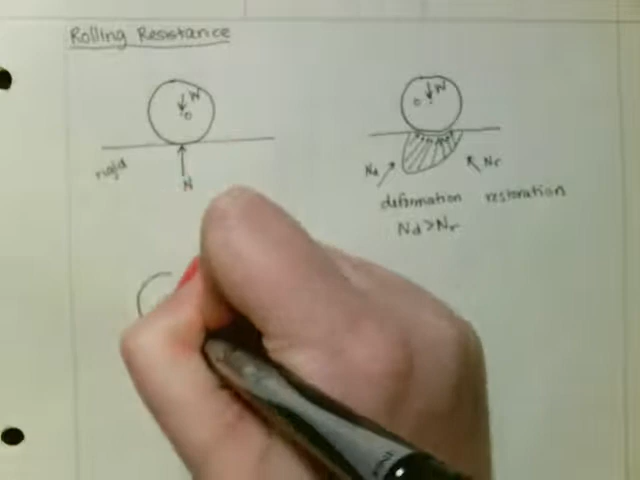 Rolling Resistance
W
o
rigid
N
W
o
Nd
Nr
deformation restoration
Nd>Nr